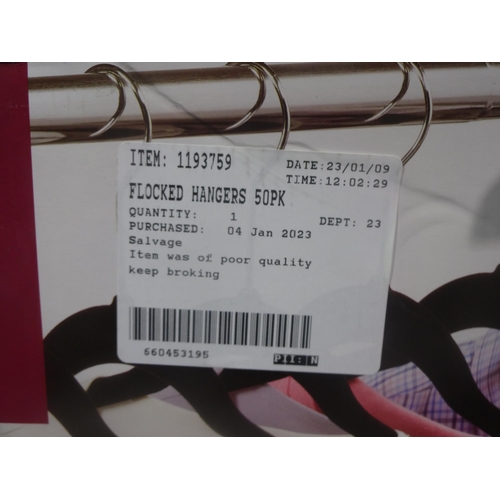 ITEM: 1193759 DATE:23/01/09
TIME:12:02:29
FLOCKED HANGERS 50PK
QUANTITY: 1 DEPT: 23
PURCHASED: 04 Jan 2023
Salvage
Item was of poor quality
keep broking
660453195 PII: N